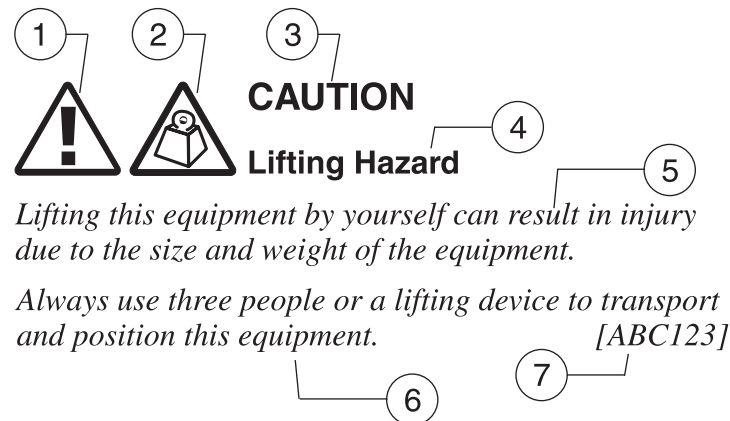 1 2 3
CAUTION
4
Lifting Hazard
5
Lifting this equipment by yourself can result in injury
due to the size and weight of the equipment.
Always use three people or a lifting device to transport
and position this equipment. [ABC123]
7
6